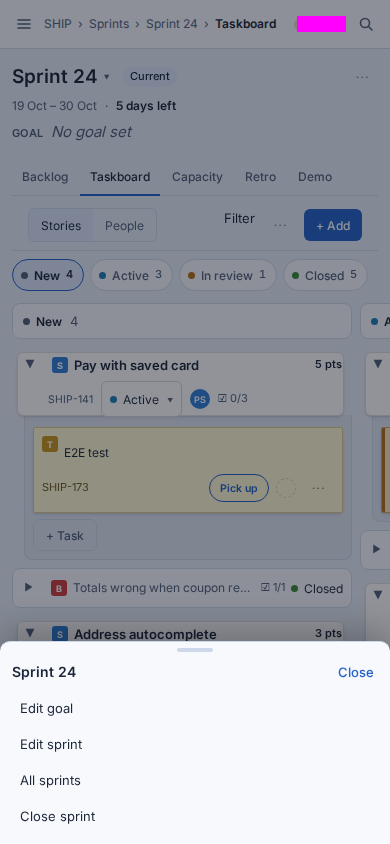 SHIP › Sprints › Sprint 24 › Taskboard
Sprint 24 ▾ Current ...
19 Oct – 30 Oct · 5 days left
GOAL No goal set
Backlog Taskboard Capacity Retro Demo
Stories People Filter ... + Add
New 4 Active 3 In review 1 Closed 5
New 4 A
S Pay with saved card 5 pts
SHIP-141 Active ▾ PS ☑ 0/3
T E2E test
SHIP-173 Pick up ...
+ Task
B Totals wrong when coupon re... ☑ 1/1 Closed
S Address autocomplete 3 pts
Sprint 24 Close
Edit goal
Edit sprint
All sprints
Close sprint